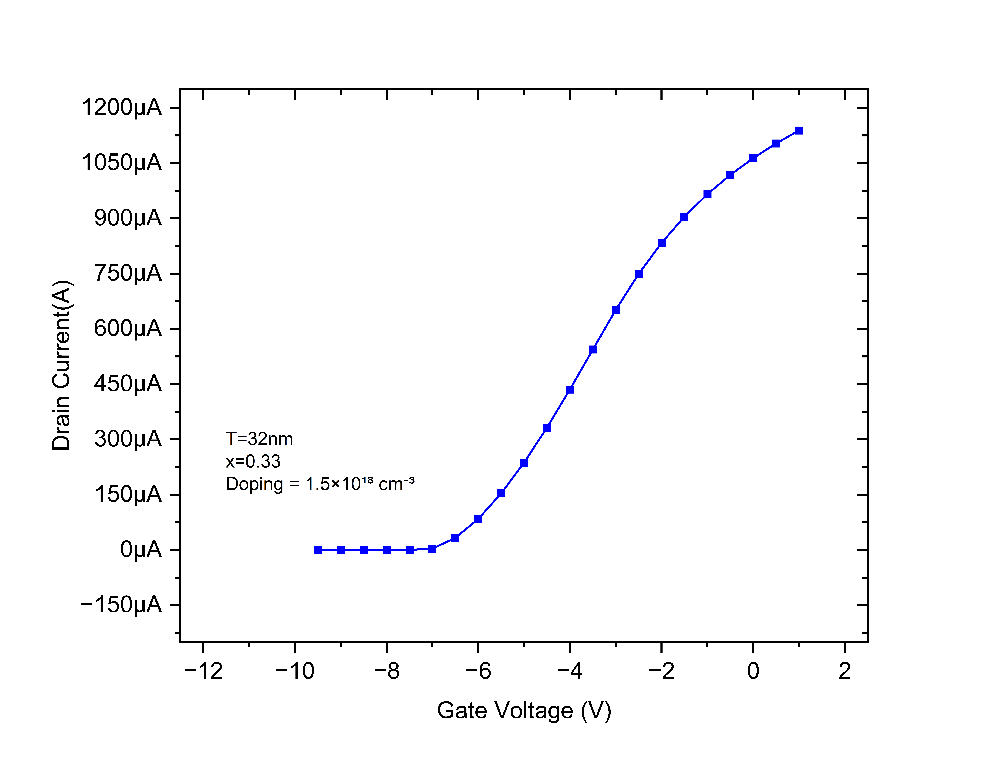 1200μA
1050μA
900μA
750μA
600μA
450μA
300μA
150μA
0μA
−150μA
Drain Current(A)
T=32nm
x=0.33
Doping = 1.5×10¹⁸ cm⁻³
−12 −10 −8 −6 −4 −2 0 2
Gate Voltage (V)